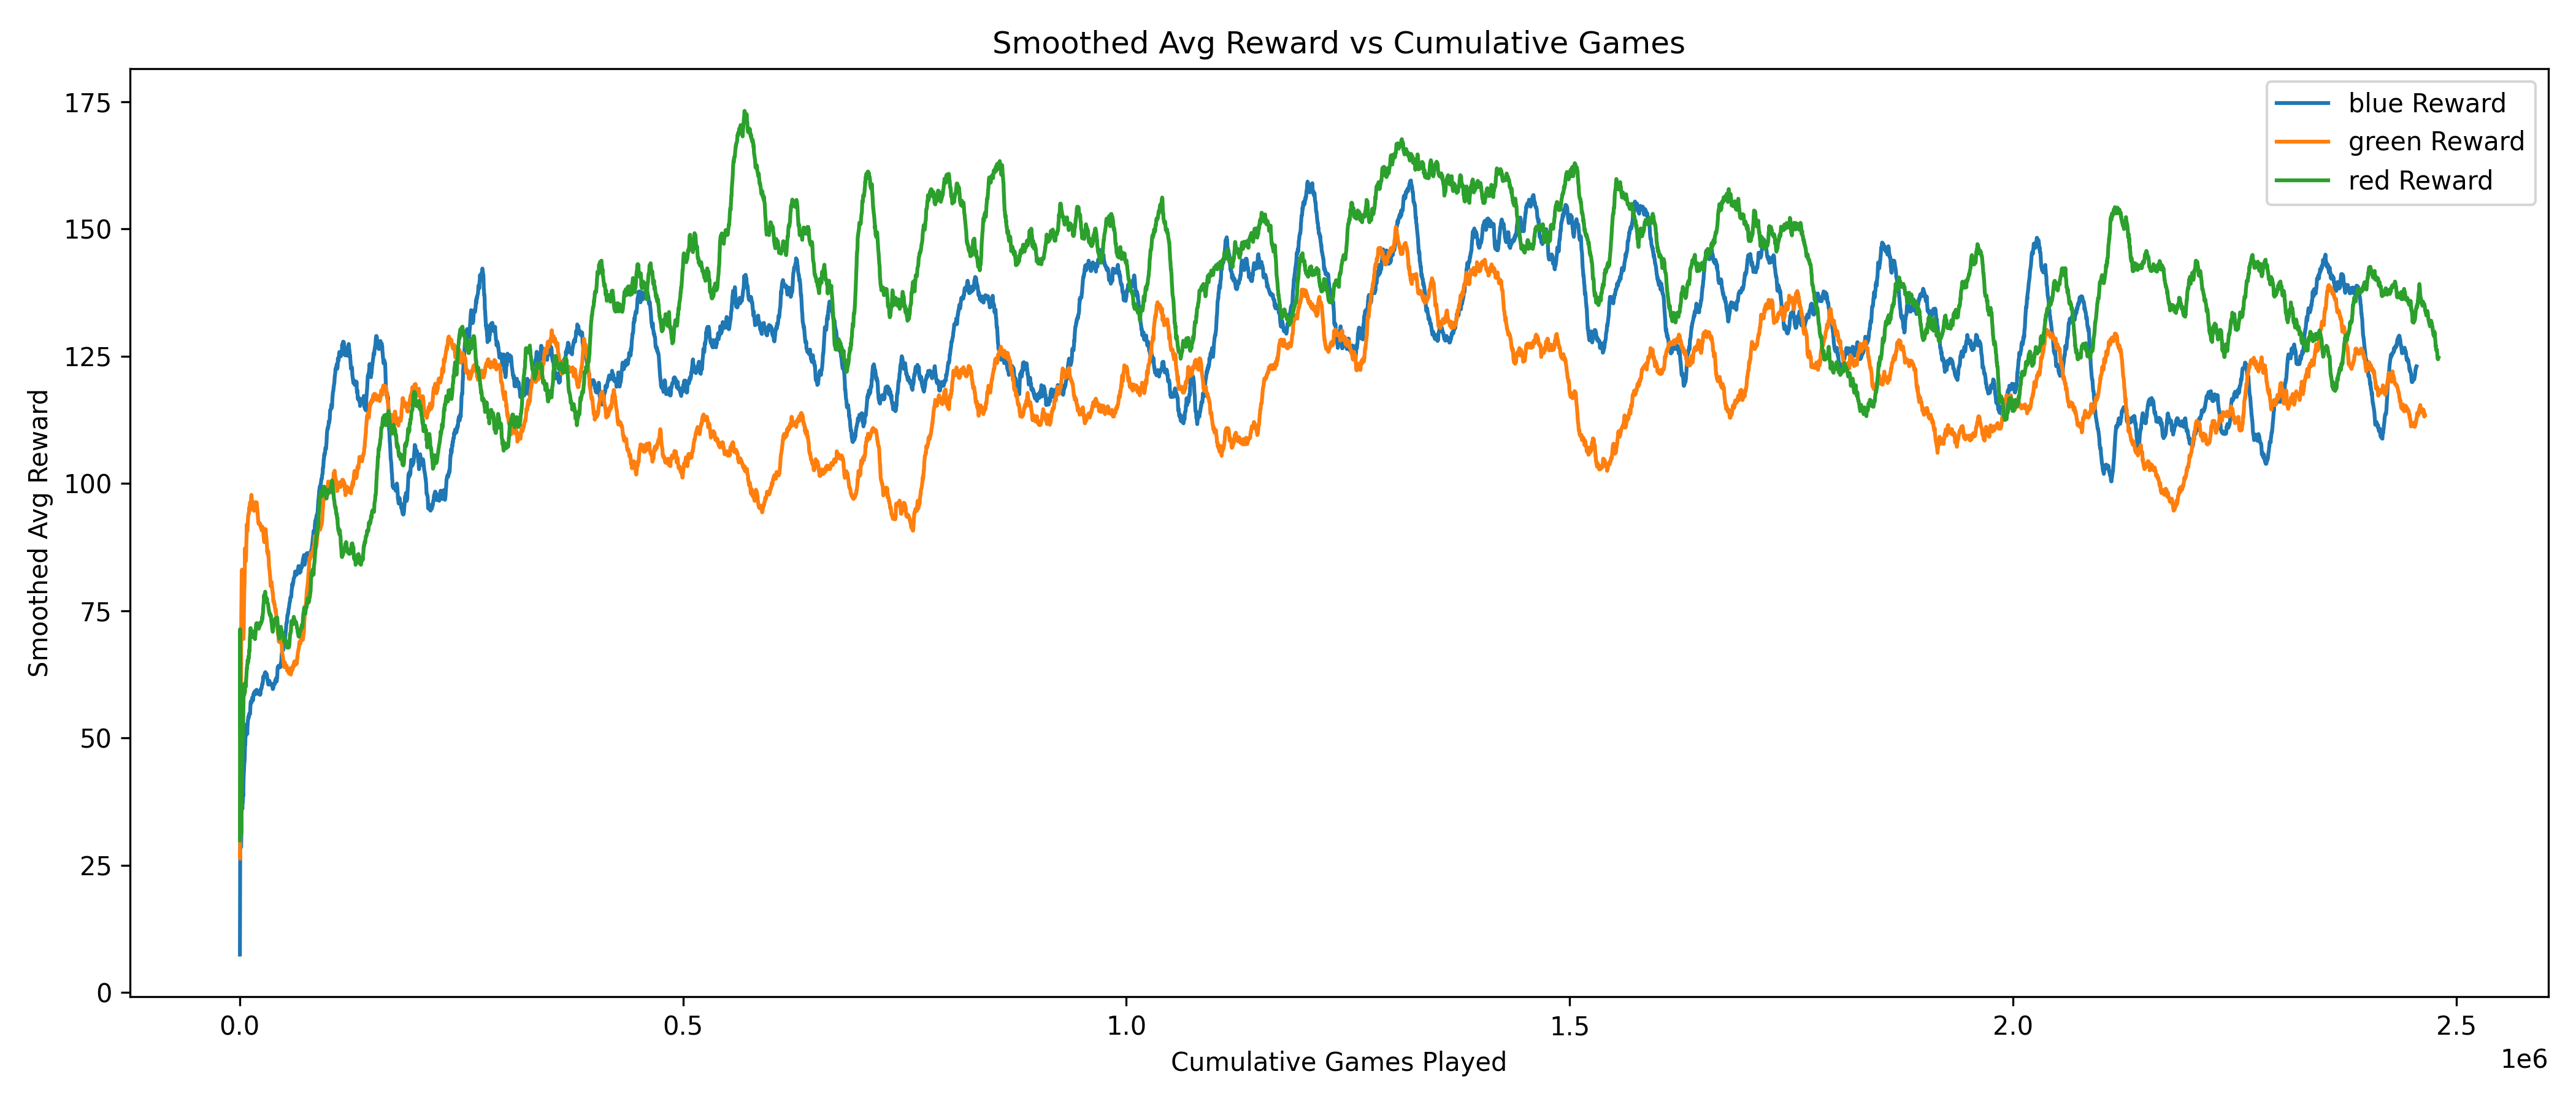 Smoothed Avg Reward vs Cumulative Games
blue Reward
green Reward
red Reward
Smoothed Avg Reward
175
150
125
100
75
50
25
0
0.0 0.5 1.0 1.5 2.0 2.5
1e6
Cumulative Games Played